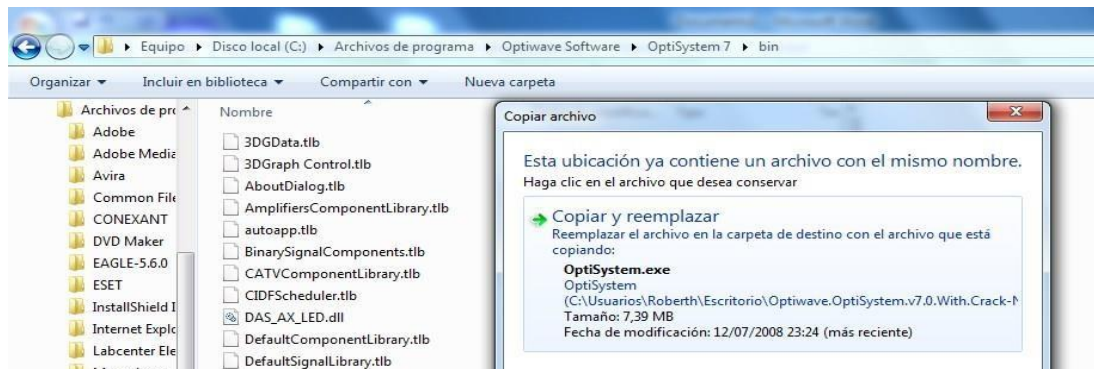 Equipo ▸ Disco local (C:) ▸ Archivos de programa ▸ Optiwave Software ▸ OptiSystem 7 ▸ bin
Organizar Incluir en biblioteca Compartir con Nueva carpeta
Archivos de pro
Adobe
Adobe Media
Avira
Common File
CONEXANT
DVD Maker
EAGLE-5.6.0
ESET
InstallShield I
Internet Explo
Labcenter Ele
Nombre
3DGData.tlb
3DGraph Control.tlb
AboutDialog.tlb
AmplifiersComponentLibrary.tlb
autoapp.tlb
BinarySignalComponents.tlb
CATVComponentLibrary.tlb
CIDFScheduler.tlb
DAS_AX_LED.dll
DefaultComponentLibrary.tlb
DefaultSignalLibrary.tlb
Copiar archivo
Esta ubicación ya contiene un archivo con el mismo nombre.
Haga clic en el archivo que desea conservar
Copiar y reemplazar
Reemplazar el archivo en la carpeta de destino con el archivo que está
copiando:
OptiSystem.exe
OptiSystem
(C:\Usuarios\Roberth\Escritorio\Optiwave.OptiSystem.v7.0.With.Crack-N
Tamaño: 7,39 MB
Fecha de modificación: 12/07/2008 23:24 (más reciente)